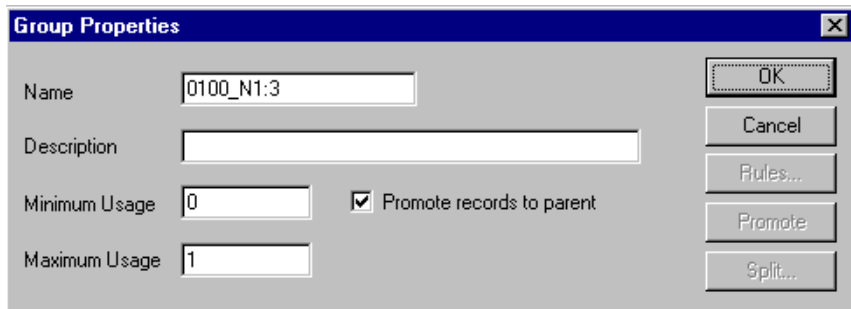 Group Properties
Name 0100_N1:3 OK
Description Cancel
Rules...
Minimum Usage 0 Promote records to parent
Promote
Maximum Usage 1 Split...